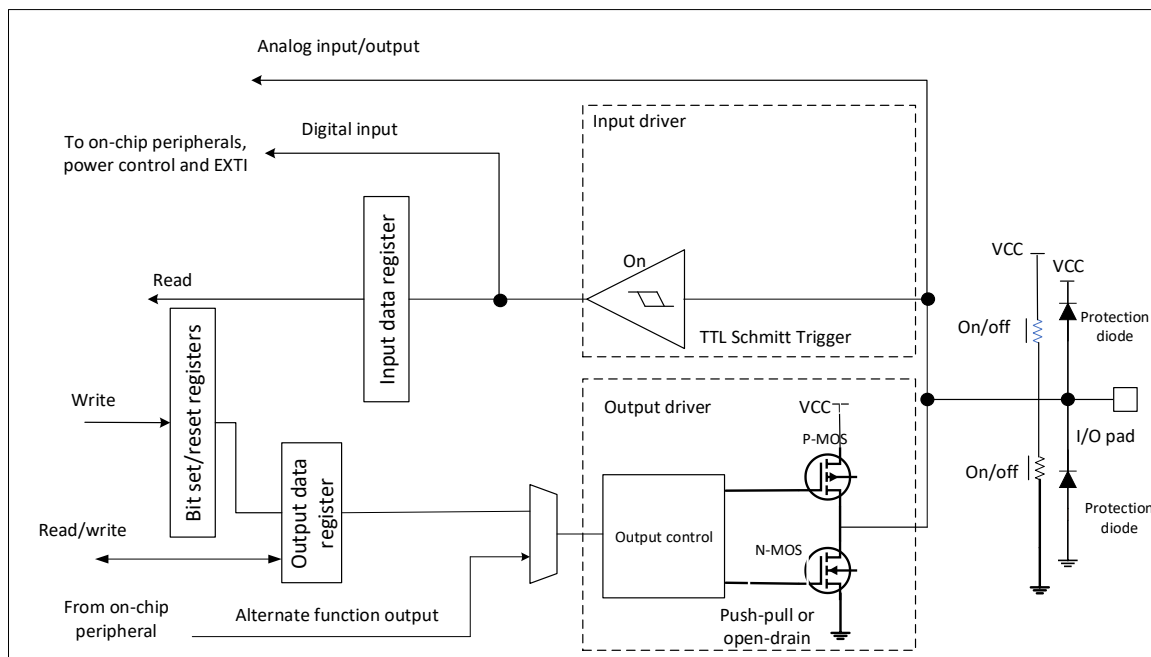 Analog input/output
Input driver
Digital input
To on-chip peripherals,
power control and EXTI
On
TTL Schmitt Trigger
Input data register
Read
VCC
VCC
On/off
Protection
diode
Bit set/reset registers
Write
Output driver
VCC
P-MOS
I/O pad
On/off
Protection
diode
Output data
register
Output control
Read/write
N-MOS
Push-pull or
open-drain
From on-chip
peripheral
Alternate function output